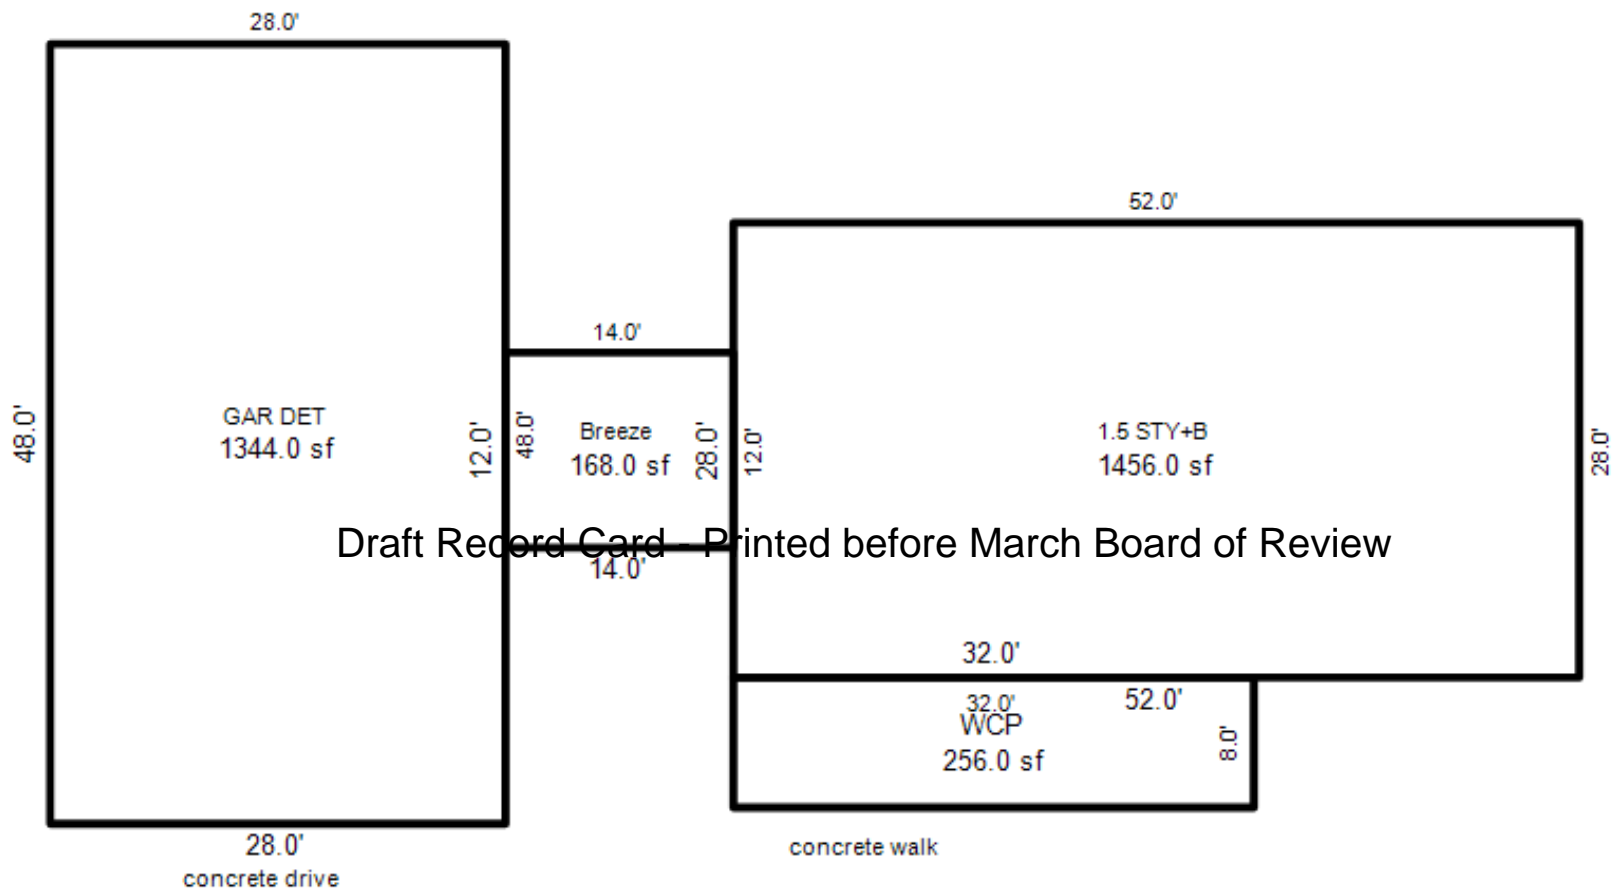 28.0'
52.0'
14.0'
48.0'
GAR DET
1344.0 sf
12.0'
48.0'
Breeze
168.0 sf
28.0'
12.0'
1.5 STY+B
1456.0 sf
28.0'
Draft Record Card - Printed before March Board of Review
14.0'
32.0'
32.0'
52.0'
WCP
256.0 sf
8.0'
28.0'
concrete drive
concrete walk